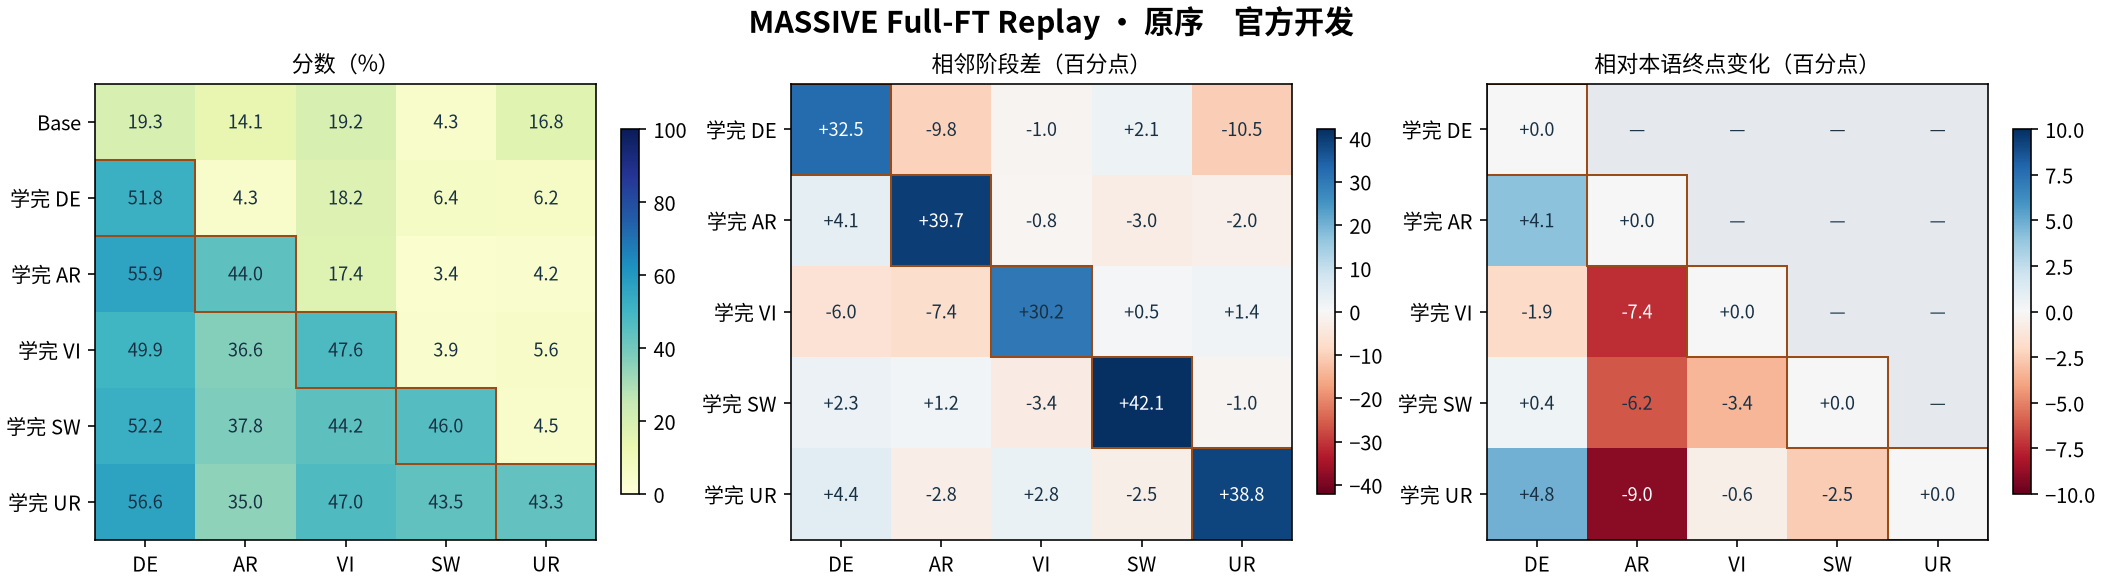 MASSIVE Full-FT Replay · 原序　官方开发
分数（%）
Base 19.3 14.1 19.2 4.3 16.8
学完 DE 51.8 4.3 18.2 6.4 6.2
学完 AR 55.9 44.0 17.4 3.4 4.2
学完 VI 49.9 36.6 47.6 3.9 5.6
学完 SW 52.2 37.8 44.2 46.0 4.5
学完 UR 56.6 35.0 47.0 43.5 43.3
DE AR VI SW UR
100
80
60
40
20
0
相邻阶段差（百分点）
学完 DE +32.5 -9.8 -1.0 +2.1 -10.5
学完 AR +4.1 +39.7 -0.8 -3.0 -2.0
学完 VI -6.0 -7.4 +30.2 +0.5 +1.4
学完 SW +2.3 +1.2 -3.4 +42.1 -1.0
学完 UR +4.4 -2.8 +2.8 -2.5 +38.8
DE AR VI SW UR
40
30
20
10
0
−10
−20
−30
−40
相对本语终点变化（百分点）
学完 DE +0.0 — — — —
学完 AR +4.1 +0.0 — — —
学完 VI -1.9 -7.4 +0.0 — —
学完 SW +0.4 -6.2 -3.4 +0.0 —
学完 UR +4.8 -9.0 -0.6 -2.5 +0.0
DE AR VI SW UR
10.0
7.5
5.0
2.5
0.0
−2.5
−5.0
−7.5
−10.0